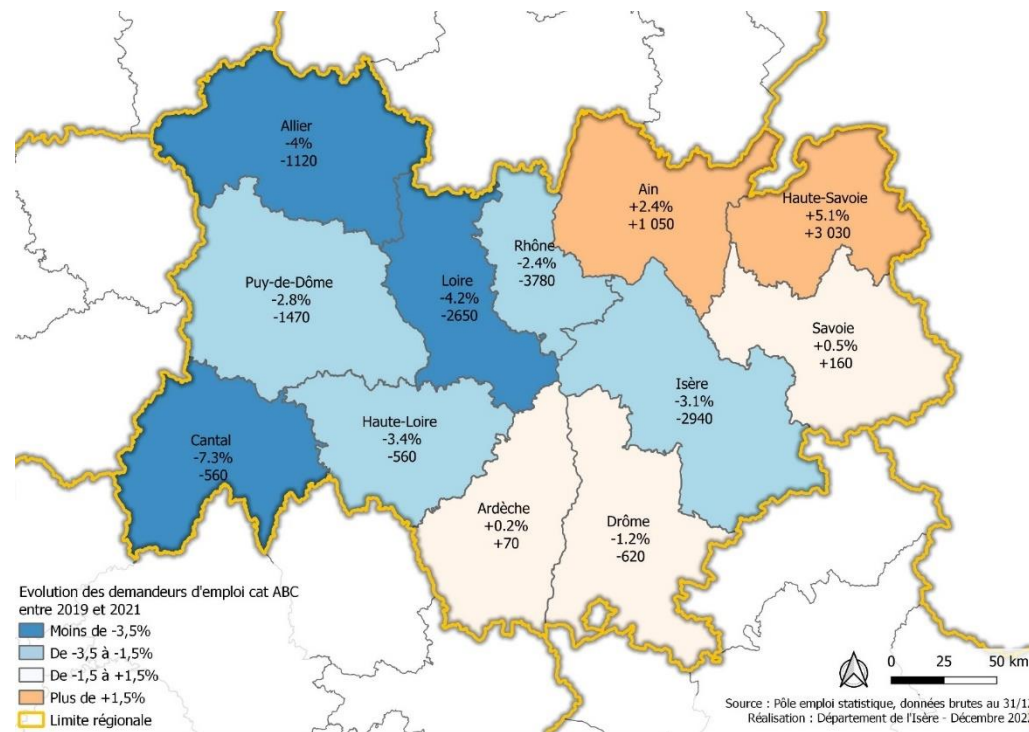 Allier
-4%
-1120
Ain
+2.4%
+1 050
Haute-Savoie
+5.1%
+3 030
Rhône
-2.4%
-3780
Puy-de-Dôme
-2.8%
-1470
Loire
-4.2%
-2650
Savoie
+0.5%
+160
Isère
-3.1%
-2940
Cantal
-7.3%
-560
Haute-Loire
-3.4%
-560
Ardèche
+0.2%
+70
Drôme
-1.2%
-620
Evolution des demandeurs d'emploi cat ABC
entre 2019 et 2021
Moins de -3,5%
De -3,5 à -1,5%
De -1,5 à +1,5%
Plus de +1,5%
Limite régionale
0 25 50 km
Source : Pôle emploi statistique, données brutes au
Réalisation : Département de l'Isère - Décembre